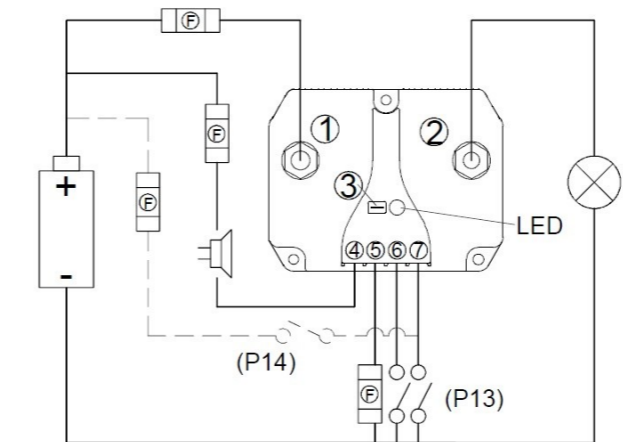 F
F
① ②
+
F
③
LED
④ ⑤ ⑥ ⑦
-
(P14)
F
(P13)